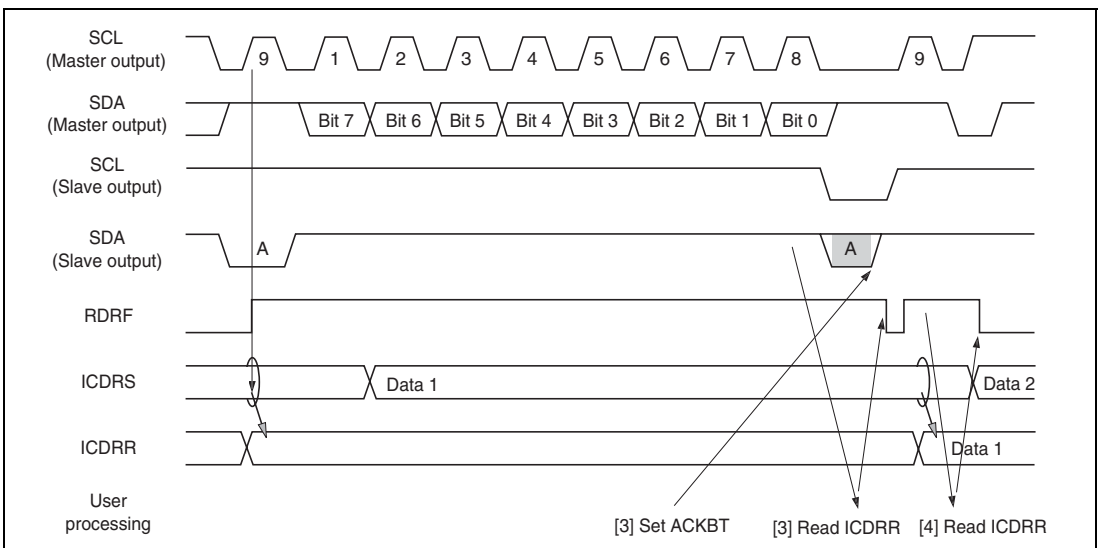 SCL
(Master output)
9 1 2 3 4 5 6 7 8 9
SDA
(Master output)
Bit 7 Bit 6 Bit 5 Bit 4 Bit 3 Bit 2 Bit 1 Bit 0
SCL
(Slave output)
SDA
(Slave output)
A A
RDRF
ICDRS
Data 1 Data 2
ICDRR
Data 1
User
processing
[3] Set ACKBT [3] Read ICDRR [4] Read ICDRR